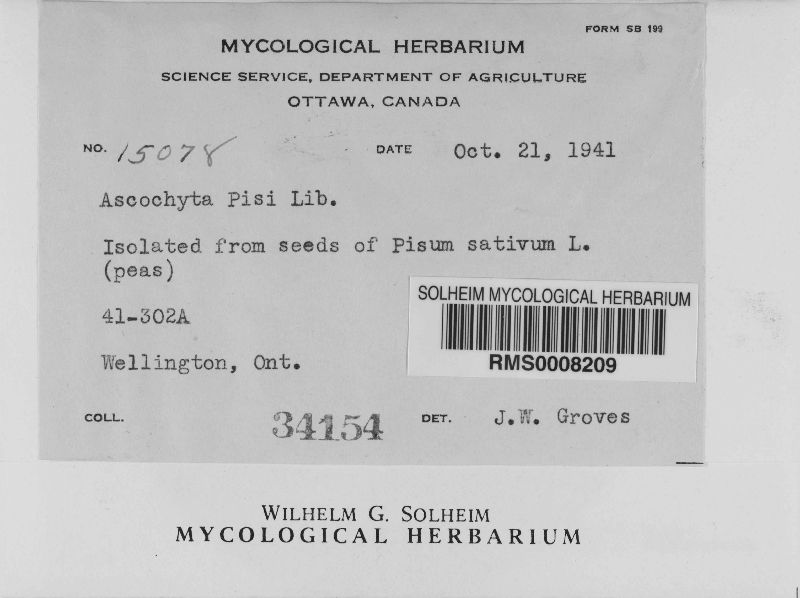 FORM SB 199
MYCOLOGICAL HERBARIUM
SCIENCE SERVICE, DEPARTMENT OF AGRICULTURE
OTTAWA, CANADA
NO. 15078 DATE Oct. 21, 1941
Ascochyta Pisi Lib.
Isolated from seeds of Pisum sativum L.
(peas)
41-302A
Wellington, Ont.
SOLHEIM MYCOLOGICAL HERBARIUM
RMS0008209
COLL. 34154 DET. J.W. Groves
WILHELM G. SOLHEIM
MYCOLOGICAL HERBARIUM